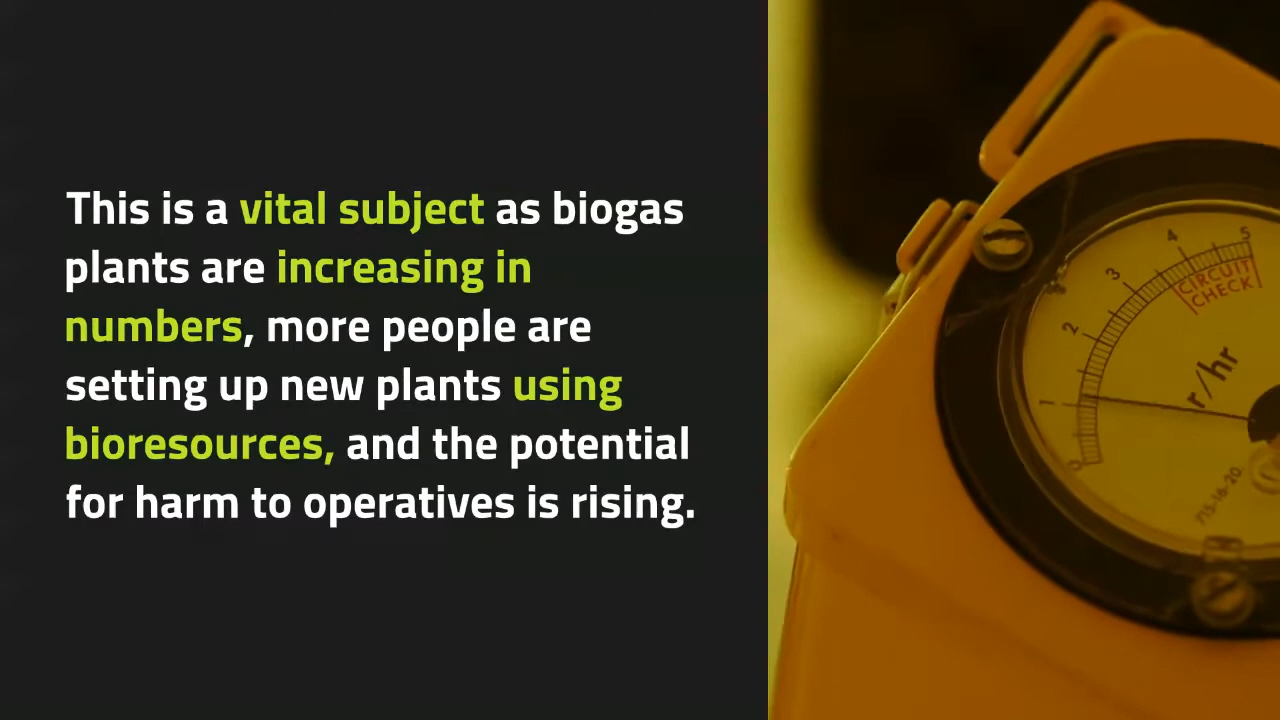 This is a vital subject as biogas
plants are increasing in
numbers, more people are
setting up new plants using
bioresources, and the potential
for harm to operatives is rising.
0
1
2
3
4
5
CIRCUIT
CHECK
r/hr